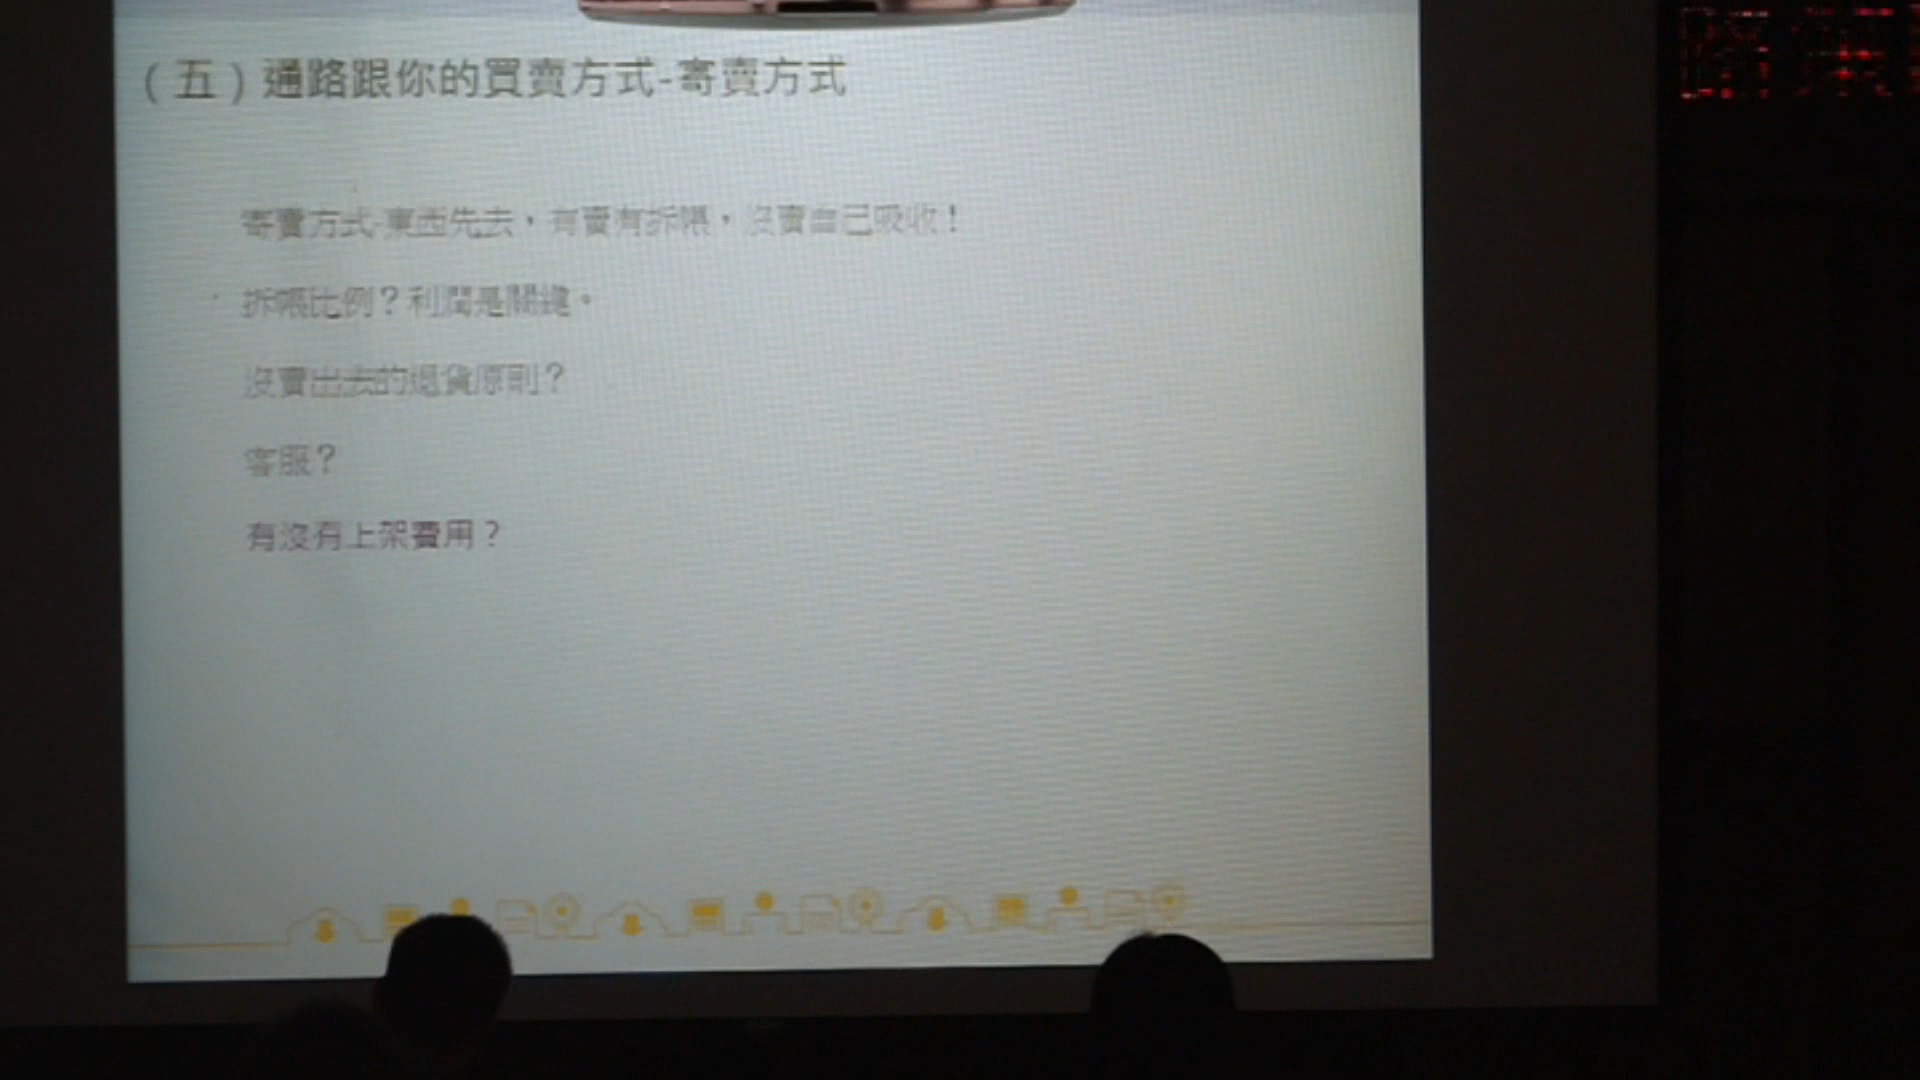 （五）通路跟你的買賣方式-寄賣方式
寄賣方式-東西先去，有賣有拆帳，沒賣自己吸收！
拆帳比例？利潤是關鍵。
沒賣出去的退貨原則？
客服？
有沒有上架費用？